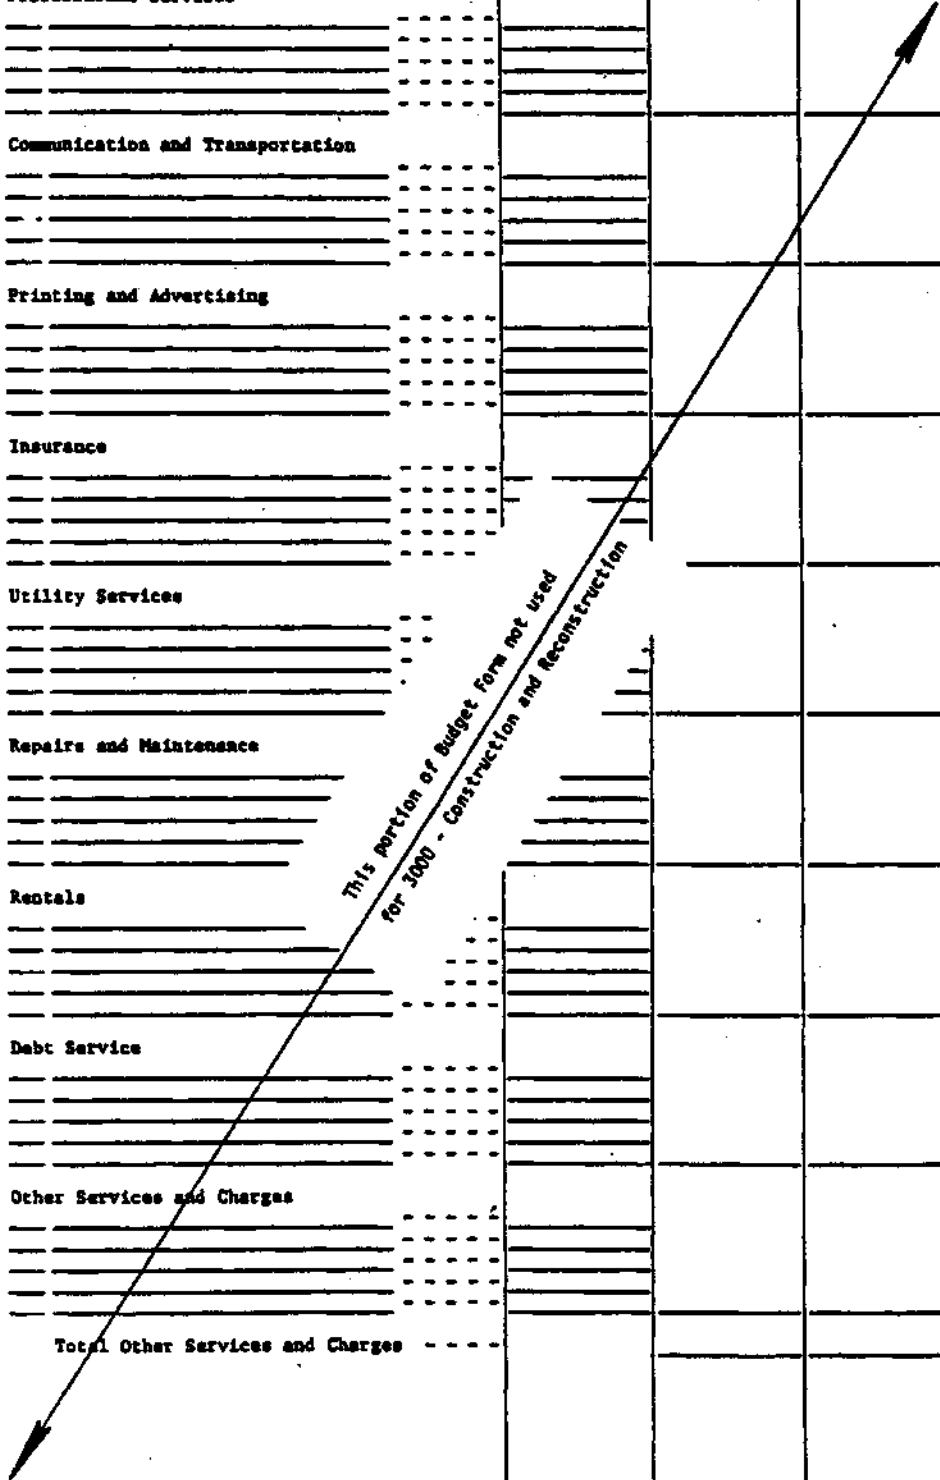 Communication and Transportation
Printing and Advertising
Insurance
Utility Services
Repairs and Maintenance
This portion of Budget Form not used
for 3000 - Construction and Reconstruction
Rentals
Debt Service
Other Services and Charges
Total Other Services and Charges